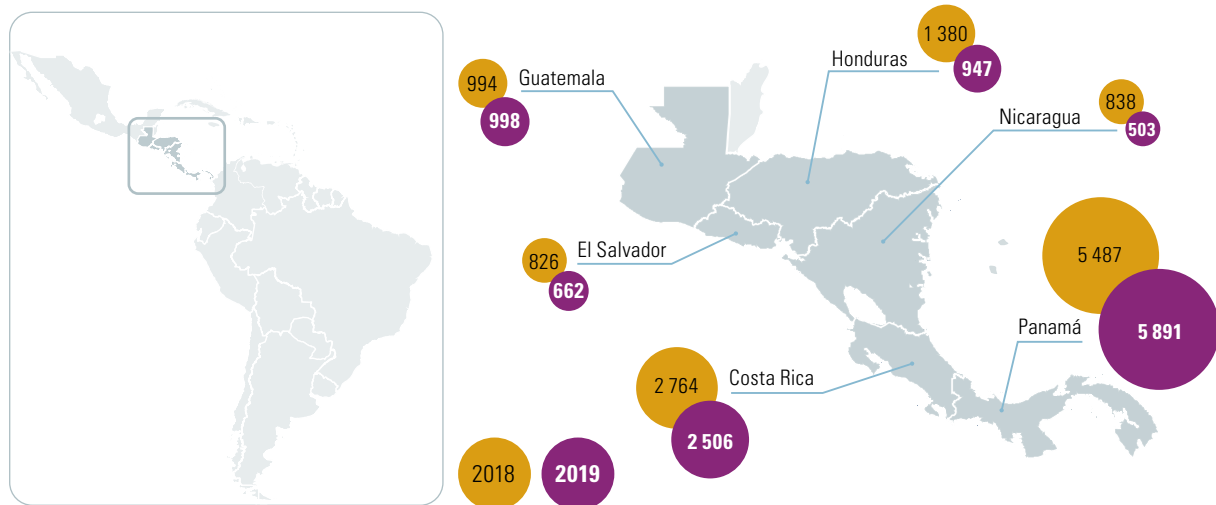 1 380
Honduras
947
994
Guatemala
998
838
Nicaragua
503
826
El Salvador
662
5 487
Panamá
5 891
2 764
Costa Rica
2 506
2018
2019